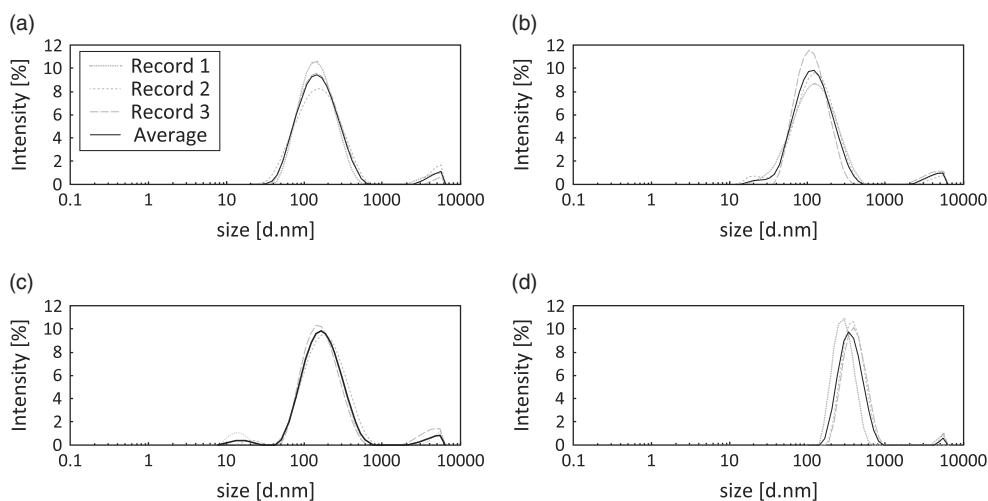 (a)
Intensity [%]
12
10
8
6
4
2
0
Record 1
Record 2
Record 3
Average
0.1 1 10 100 1000 10000
size [d.nm]
(b)
Intensity [%]
12
10
8
6
4
2
0
0.1 1 10 100 1000 10000
size [d.nm]
(c)
Intensity [%]
12
10
8
6
4
2
0
0.1 1 10 100 1000 10000
size [d.nm]
(d)
Intensity [%]
12
10
8
6
4
2
0
0.1 1 10 100 1000 10000
size [d.nm]